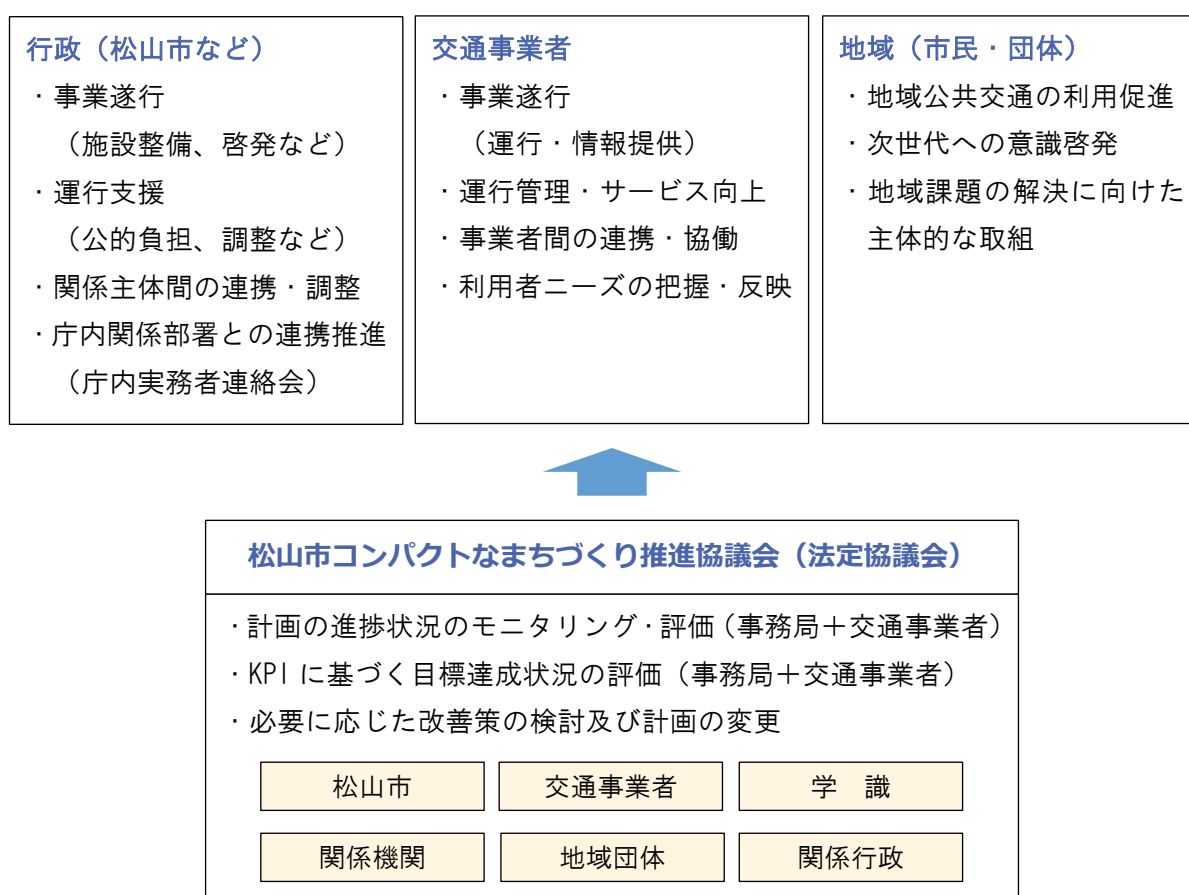 行政（松山市など）
・事業遂行
（施設整備、啓発など）
・運行支援
（公的負担、調整など）
・関係主体間の連携・調整
・庁内関係部署との連携推進
（庁内実務者連絡会）
交通事業者
・事業遂行
（運行・情報提供）
・運行管理・サービス向上
・事業者間の連携・協働
・利用者ニーズの把握・反映
地域（市民・団体）
・地域公共交通の利用促進
・次世代への意識啓発
・地域課題の解決に向けた
主体的な取組
松山市コンパクトなまちづくり推進協議会（法定協議会）
・計画の進捗状況のモニタリング・評価（事務局＋交通事業者）
・KPIに基づく目標達成状況の評価（事務局＋交通事業者）
・必要に応じた改善策の検討及び計画の変更
松山市
交通事業者
学　識
関係機関
地域団体
関係行政